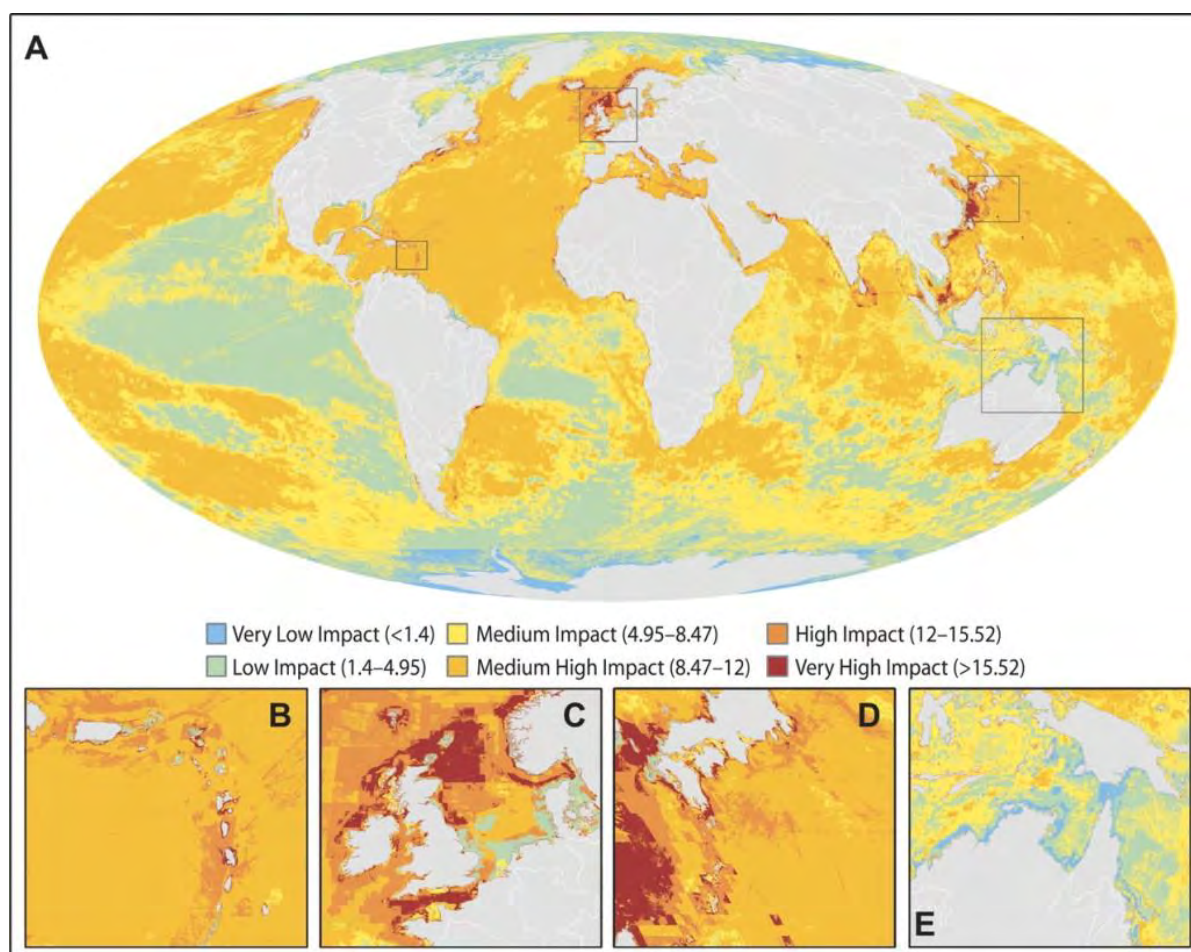 A
Very Low Impact (<1.4) Medium Impact (4.95–8.47) High Impact (12–15.52)
Low Impact (1.4–4.95) Medium High Impact (8.47–12) Very High Impact (>15.52)
B C D
E